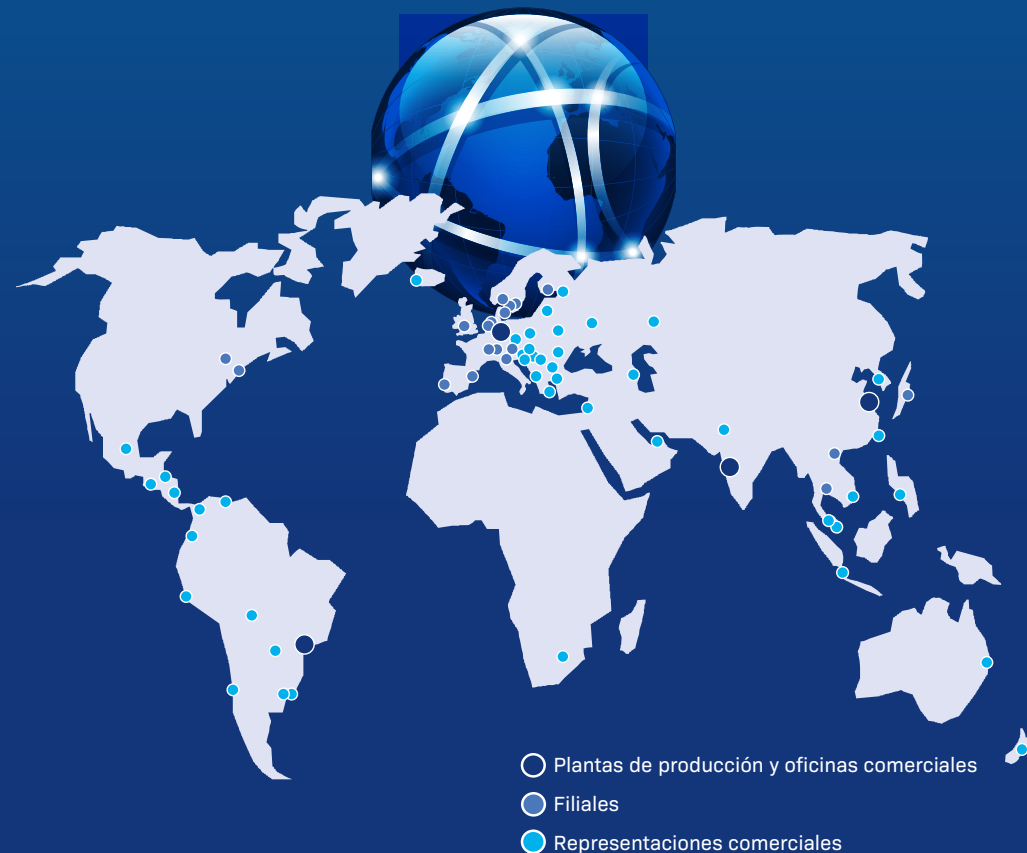 Plantas de producción y oficinas comerciales
Filiales
Representaciones comerciales